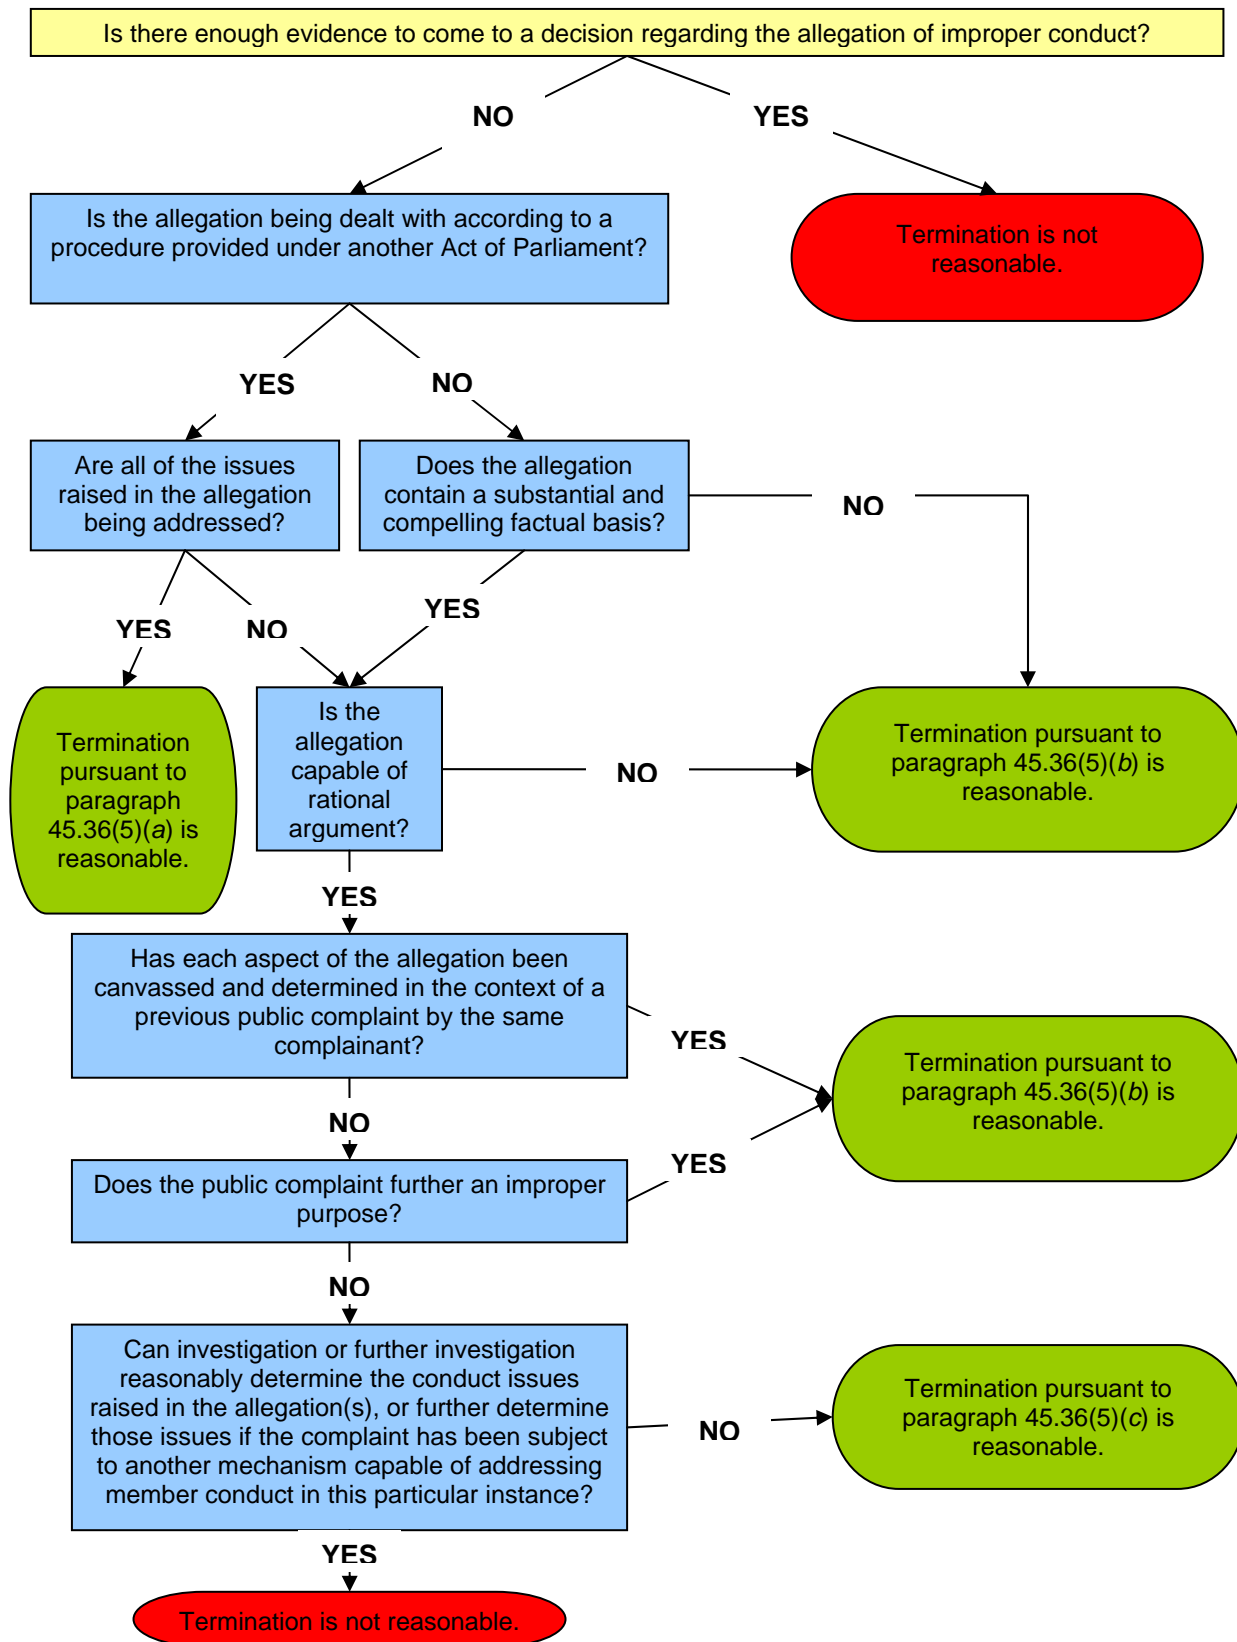 Is there enough evidence to come to a decision regarding the allegation of improper conduct?
NO
YES
Is the allegation being dealt with according to a
procedure provided under another Act of Parliament?
Termination is not
reasonable.
YES
NO
Are all of the issues
raised in the allegation
being addressed?
Does the allegation
contain a substantial and
compelling factual basis?
NO
YES
NO
YES
Termination
pursuant to
paragraph
45.36(5)(a) is
reasonable.
Is the
allegation
capable of
rational
argument?
NO
Termination pursuant to
paragraph 45.36(5)(b) is
reasonable.
YES
Has each aspect of the allegation been
canvassed and determined in the context of a
previous public complaint by the same
complainant?
YES
Termination pursuant to
paragraph 45.36(5)(b) is
reasonable.
NO
YES
Does the public complaint further an improper
purpose?
NO
Can investigation or further investigation
reasonably determine the conduct issues
raised in the allegation(s), or further determine
those issues if the complaint has been subject
to another mechanism capable of addressing
member conduct in this particular instance?
NO
Termination pursuant to
paragraph 45.36(5)(c) is
reasonable.
YES
Termination is not reasonable.